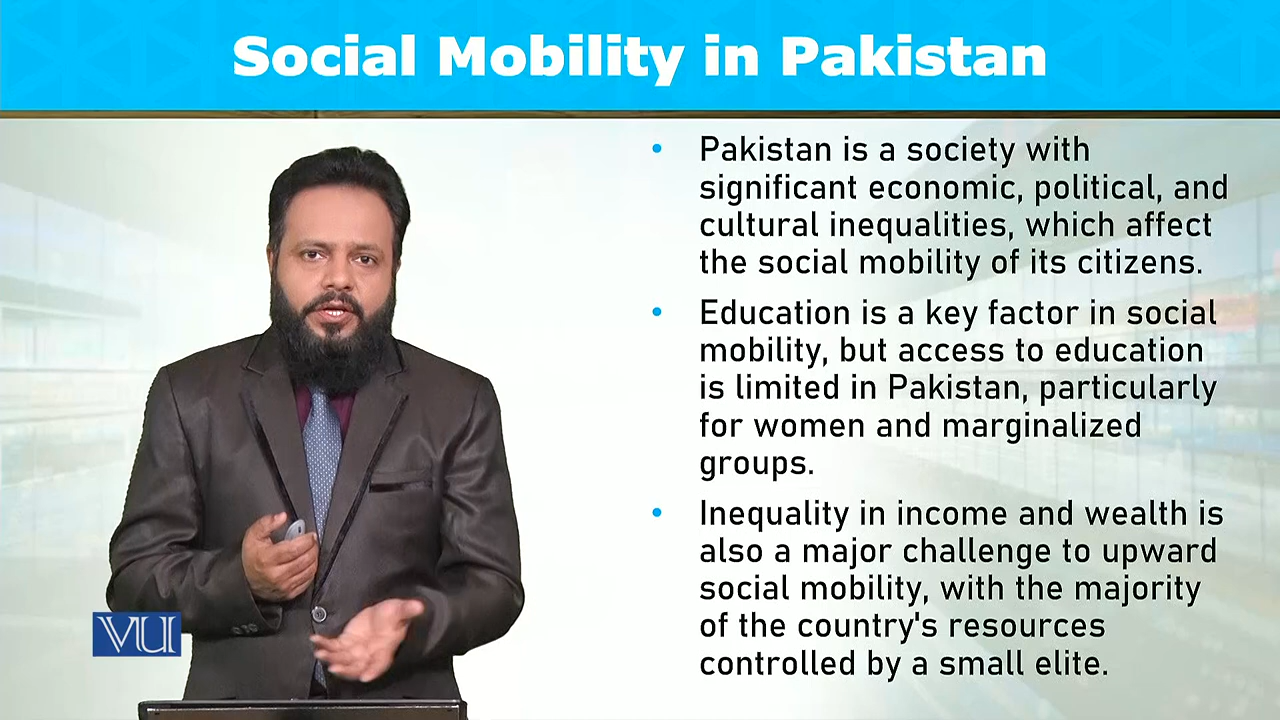 Social Mobility in Pakistan
• Pakistan is a society with
significant economic, political, and
cultural inequalities, which affect
the social mobility of its citizens.
• Education is a key factor in social
mobility, but access to education
is limited in Pakistan, particularly
for women and marginalized
groups.
• Inequality in income and wealth is
also a major challenge to upward
social mobility, with the majority
of the country's resources
controlled by a small elite.
VU